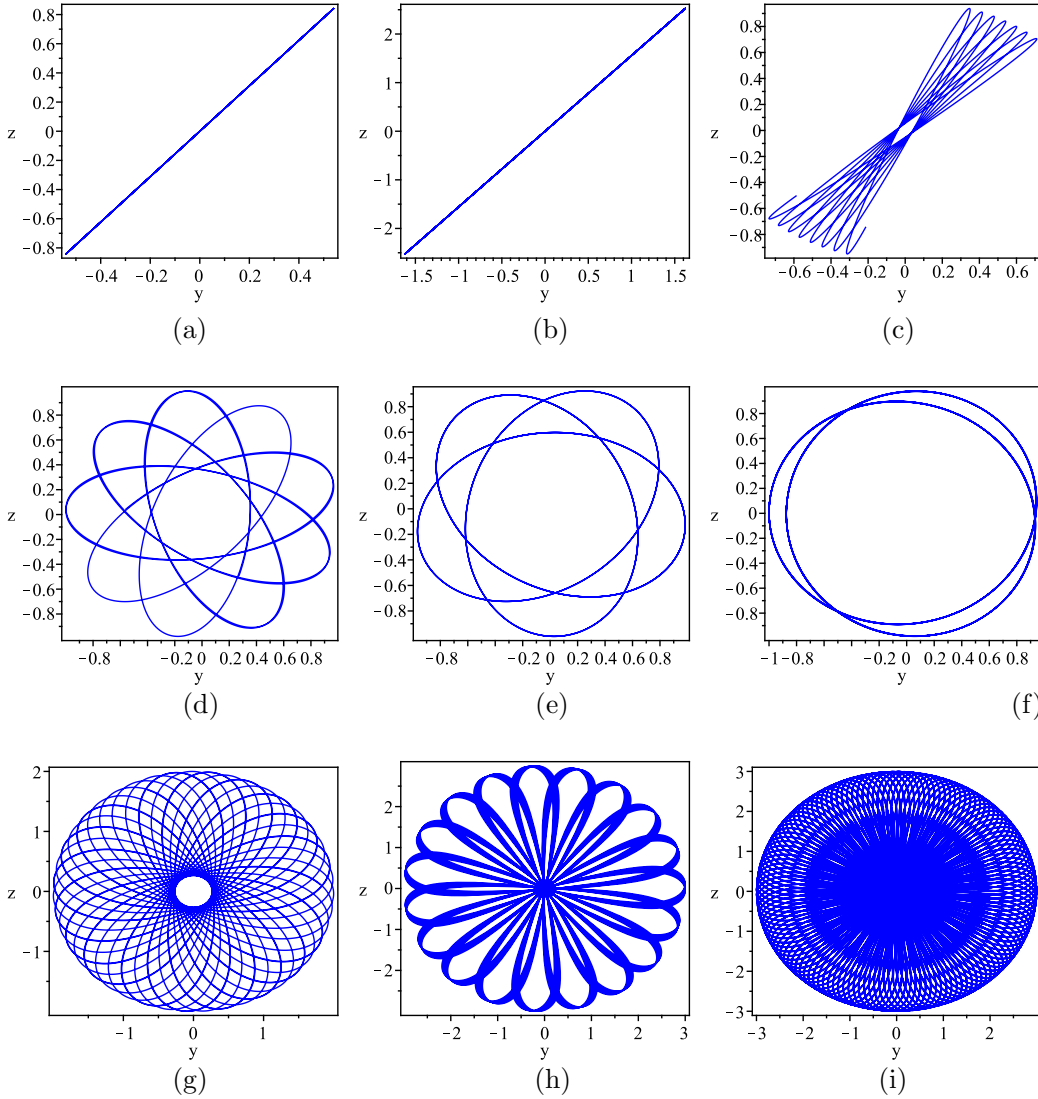 0.8
0.6
0.4
0.2
z 0
−0.2
−0.4
−0.6
−0.8
−0.4 −0.2 0 0.2 0.4
y
(a)
2
1
z 0
−1
−2
−1.5 −1 −0.5 0 0.5 1 1.5
y
(b)
0.8
0.6
0.4
0.2
z 0
−0.2
−0.4
−0.6
−0.8
−0.6 −0.2 0 0.2 0.4 0.6
y
(c)
0.8
0.6
0.4
0.2
z 0
−0.2
−0.4
−0.6
−0.8
−0.8 −0.2 0 0.2 0.4 0.6 0.8
y
(d)
0.8
0.6
0.4
0.2
z 0
−0.2
−0.4
−0.6
−0.8
−0.8 −0.2 0 0.2 0.4 0.6 0.8
y
(e)
0.8
0.6
0.4
0.2
z 0
−0.2
−0.4
−0.6
−0.8
−1 −0.8 −0.2 0 0.2 0.4 0.6 0.8
y
(f)
2
1
z 0
−1
−1 0 1
y
(g)
2
1
z 0
−1
−2
−2 −1 0 1 2 3
y
(h)
3
2
1
z 0
−1
−2
−3
−3 −2 −1 0 1 2
y
(i)